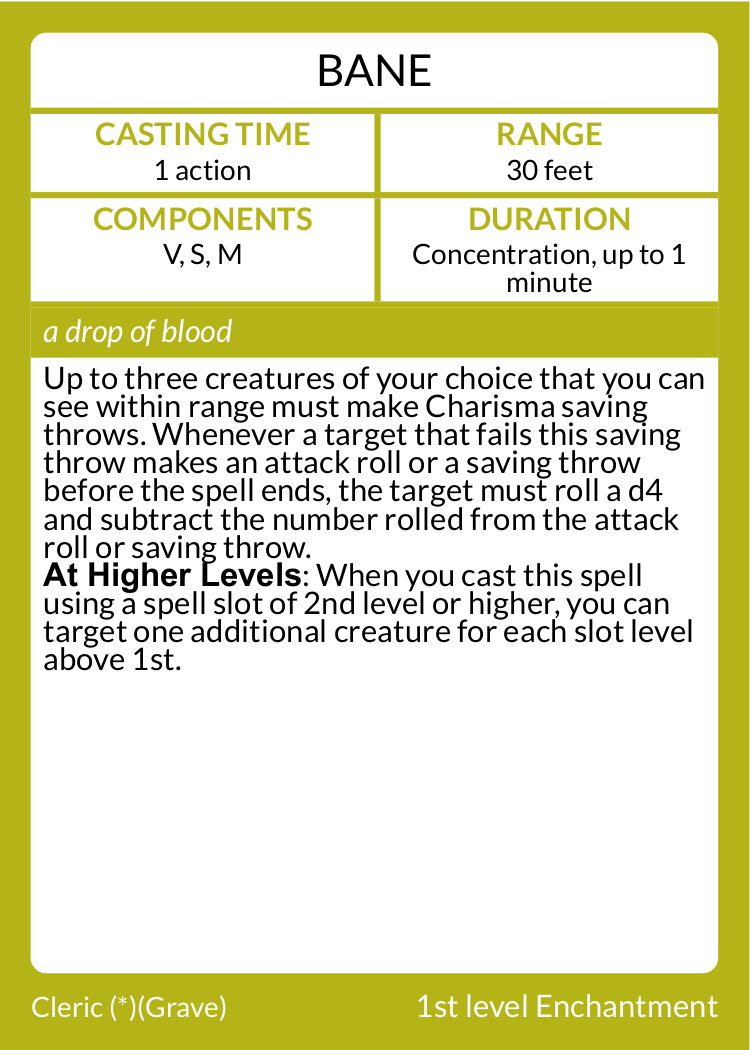 BANE
CASTING TIME
1 action
RANGE
30 feet
COMPONENTS
V, S, M
DURATION
Concentration, up to 1
minute
a drop of blood
Up to three creatures of your choice that you can
see within range must make Charisma saving
throws. Whenever a target that fails this saving
throw makes an attack roll or a saving throw
before the spell ends, the target must roll a d4
and subtract the number rolled from the attack
roll or saving throw.
At Higher Levels: When you cast this spell
using a spell slot of 2nd level or higher, you can
target one additional creature for each slot level
above 1st.
Cleric (*)(Grave)
1st level Enchantment